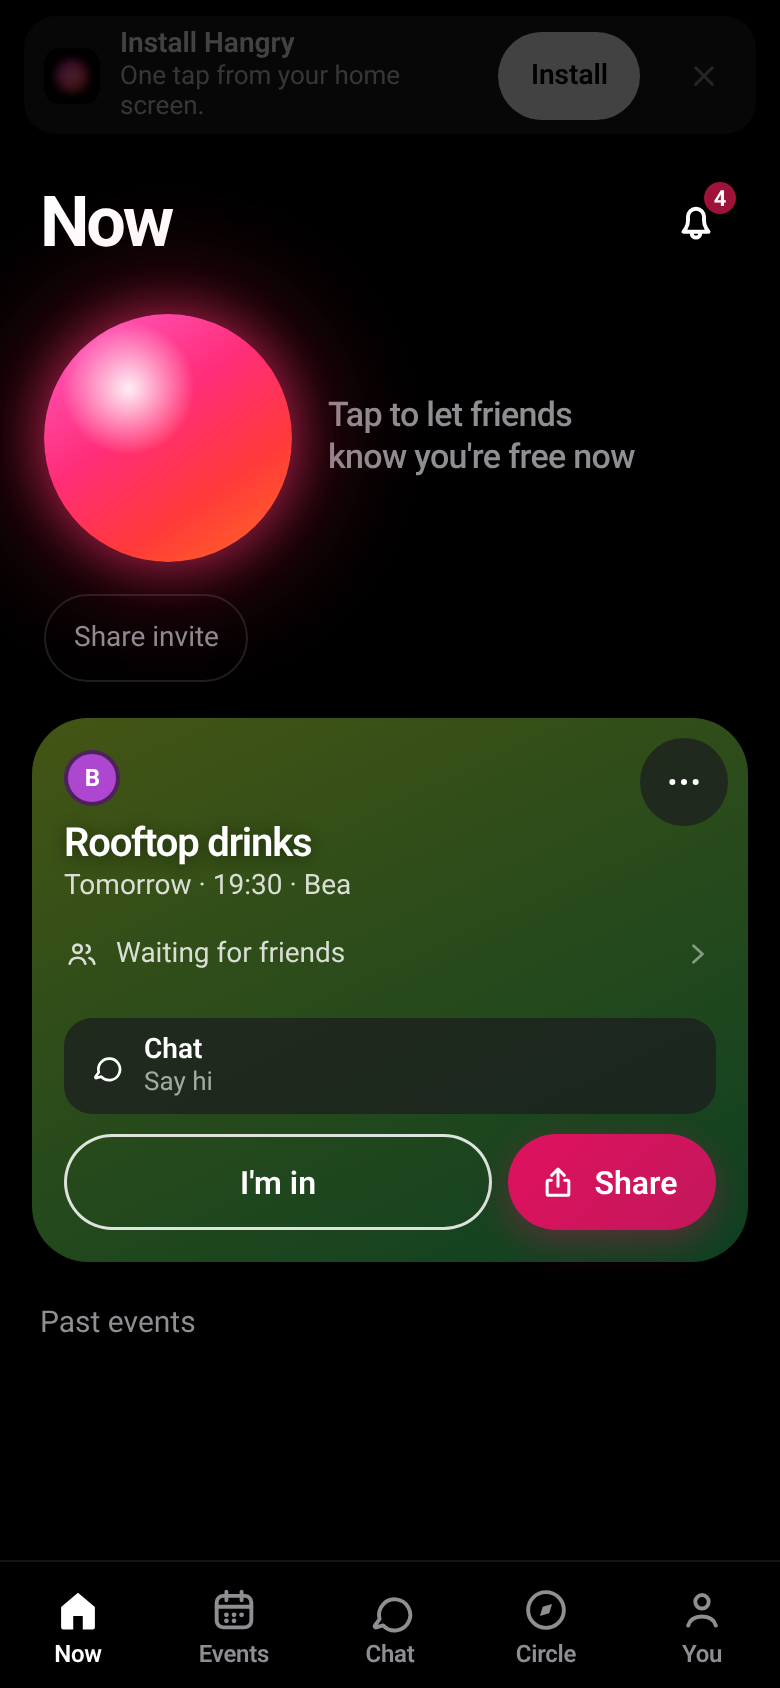 Install Hangry
One tap from your home
screen.
Install
Now
4
Tap to let friends
know you're free now
Share invite
B
Rooftop drinks
Tomorrow · 19:30 · Bea
Waiting for friends
Chat
Say hi
I'm in
Share
Past events
Now
Events
Chat
Circle
You